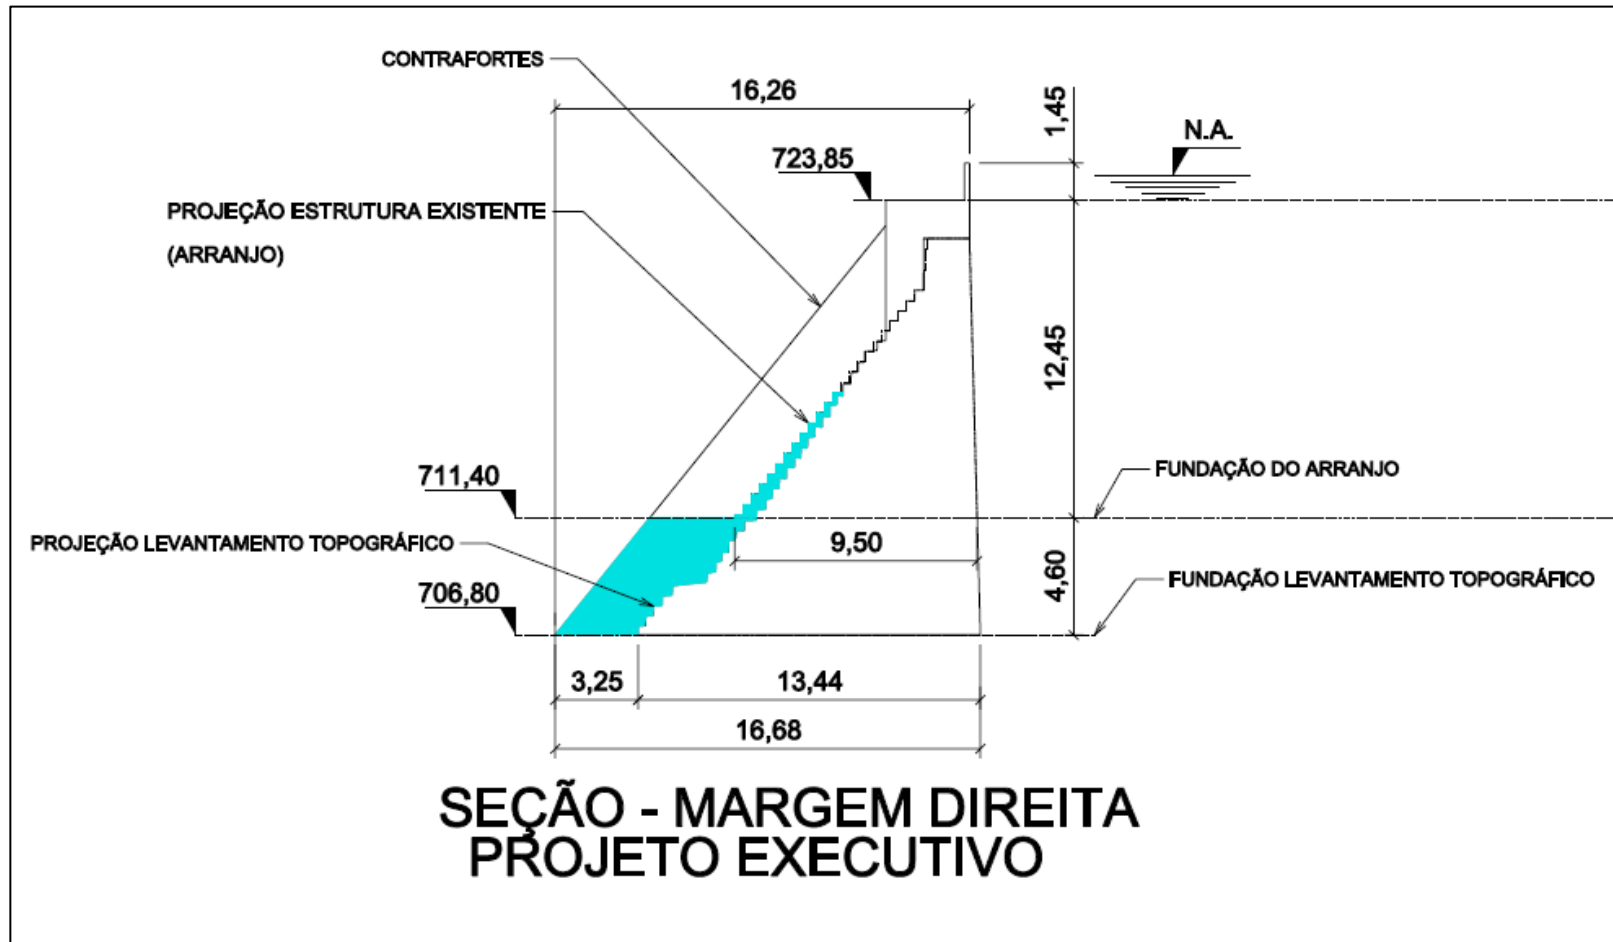 CONTRAFORTES
16,26
1,45
N.A.
723,85
PROJEÇÃO ESTRUTURA EXISTENTE
(ARRANJO)
12,45
711,40
FUNDAÇÃO DO ARRANJO
PROJEÇÃO LEVANTAMENTO TOPOGRÁFICO
9,50
4,60
706,80
FUNDAÇÃO LEVANTAMENTO TOPOGRÁFICO
3,25
13,44
16,68
SEÇÃO - MARGEM DIREITA
PROJETO EXECUTIVO